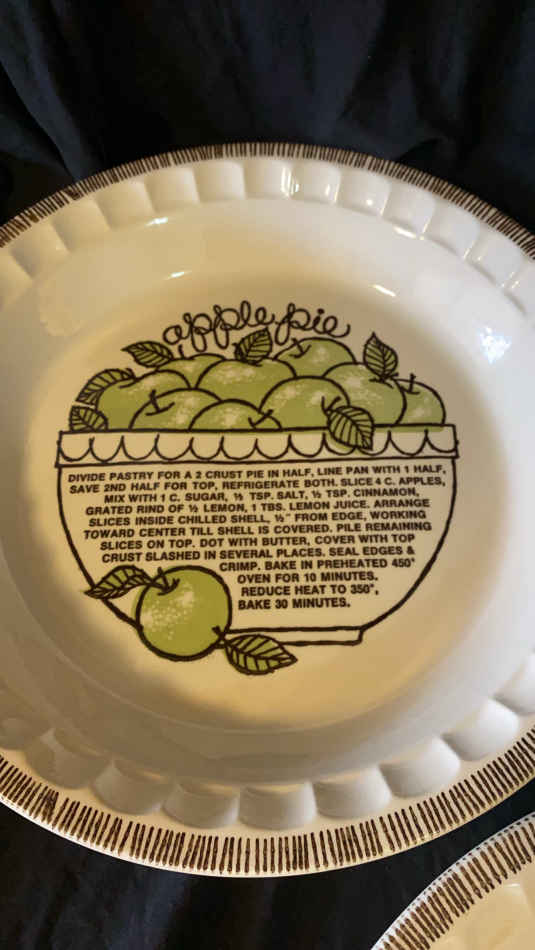 apple pie
DIVIDE PASTRY FOR A 2 CRUST PIE IN HALF, LINE PAN WITH 1 HALF,
SAVE 2ND HALF FOR TOP, REFRIGERATE BOTH. SLICE 4 C. APPLES,
MIX WITH 1 C. SUGAR, ½ TSP. SALT, ½ TSP. CINNAMON,
GRATED RIND OF ½ LEMON, 1 TBS. LEMON JUICE. ARRANGE
SLICES INSIDE CHILLED SHELL, ½" FROM EDGE, WORKING
TOWARD CENTER TILL SHELL IS COVERED. PILE REMAINING
SLICES ON TOP. DOT WITH BUTTER, COVER WITH TOP
CRUST SLASHED IN SEVERAL PLACES. SEAL EDGES &
CRIMP. BAKE IN PREHEATED 450°
OVEN FOR 10 MINUTES.
REDUCE HEAT TO 350°,
BAKE 30 MINUTES.